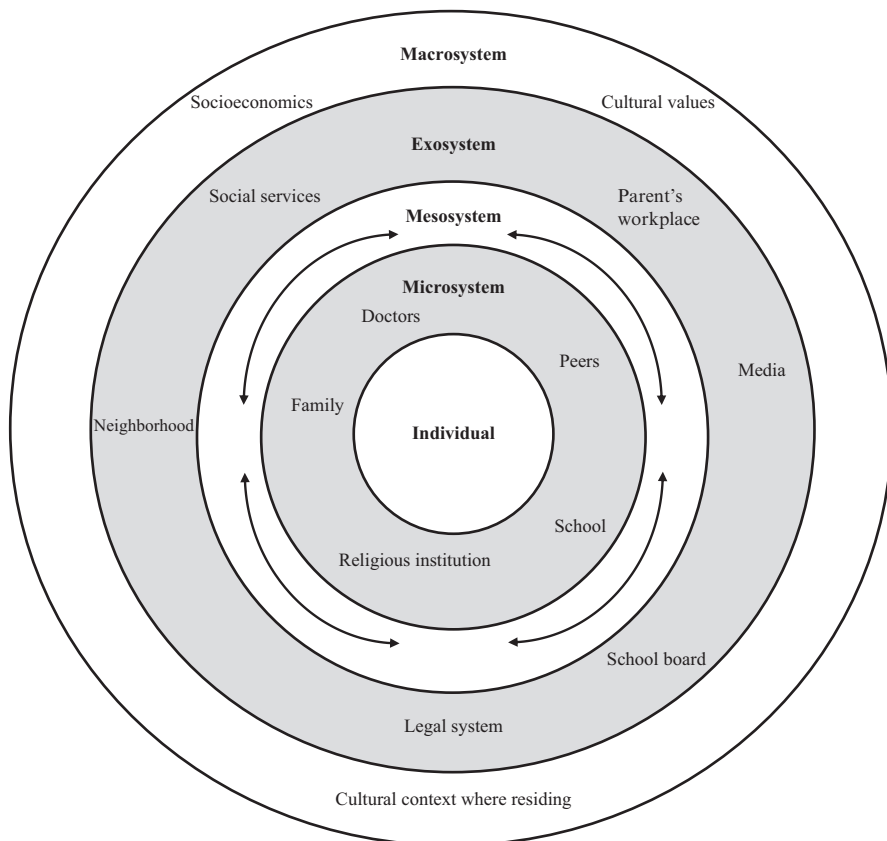 Macrosystem
Socioeconomics
Cultural values
Exosystem
Social services
Parent’s
workplace
Mesosystem
Microsystem
Doctors
Peers
Media
Family
Neighborhood
Individual
School
Religious institution
School board
Legal system
Cultural context where residing